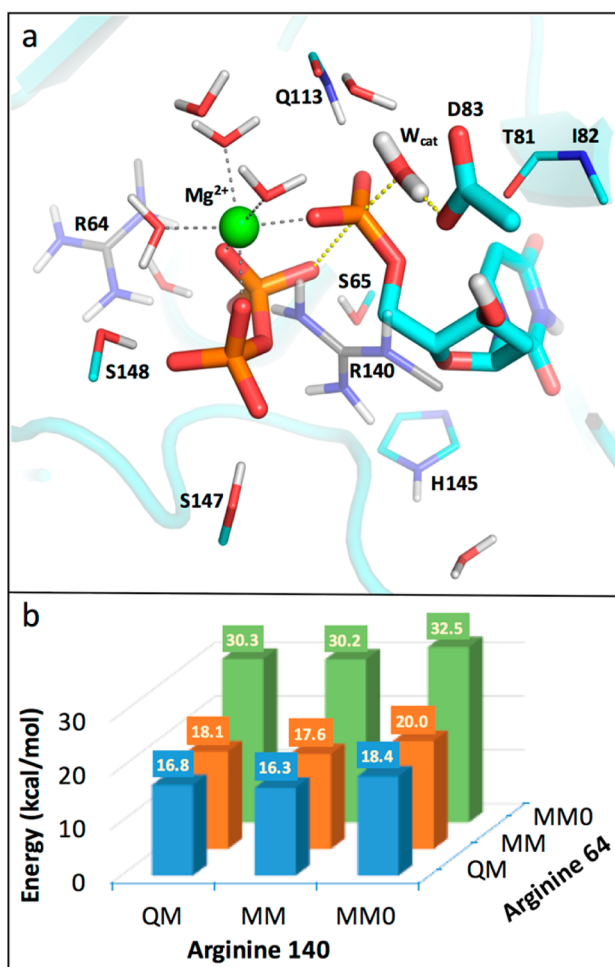 a
Q113
D83
W_cat
T81
I82
Mg²⁺
R64
S65
S148
R140
H145
S147
b
30.3
30.2
32.5
18.1
17.6
20.0
16.8
16.3
18.4
30
20
10
0
Energy (kcal/mol)
MM0
MM
QM
Arginine 64
QM
MM
MM0
Arginine 140